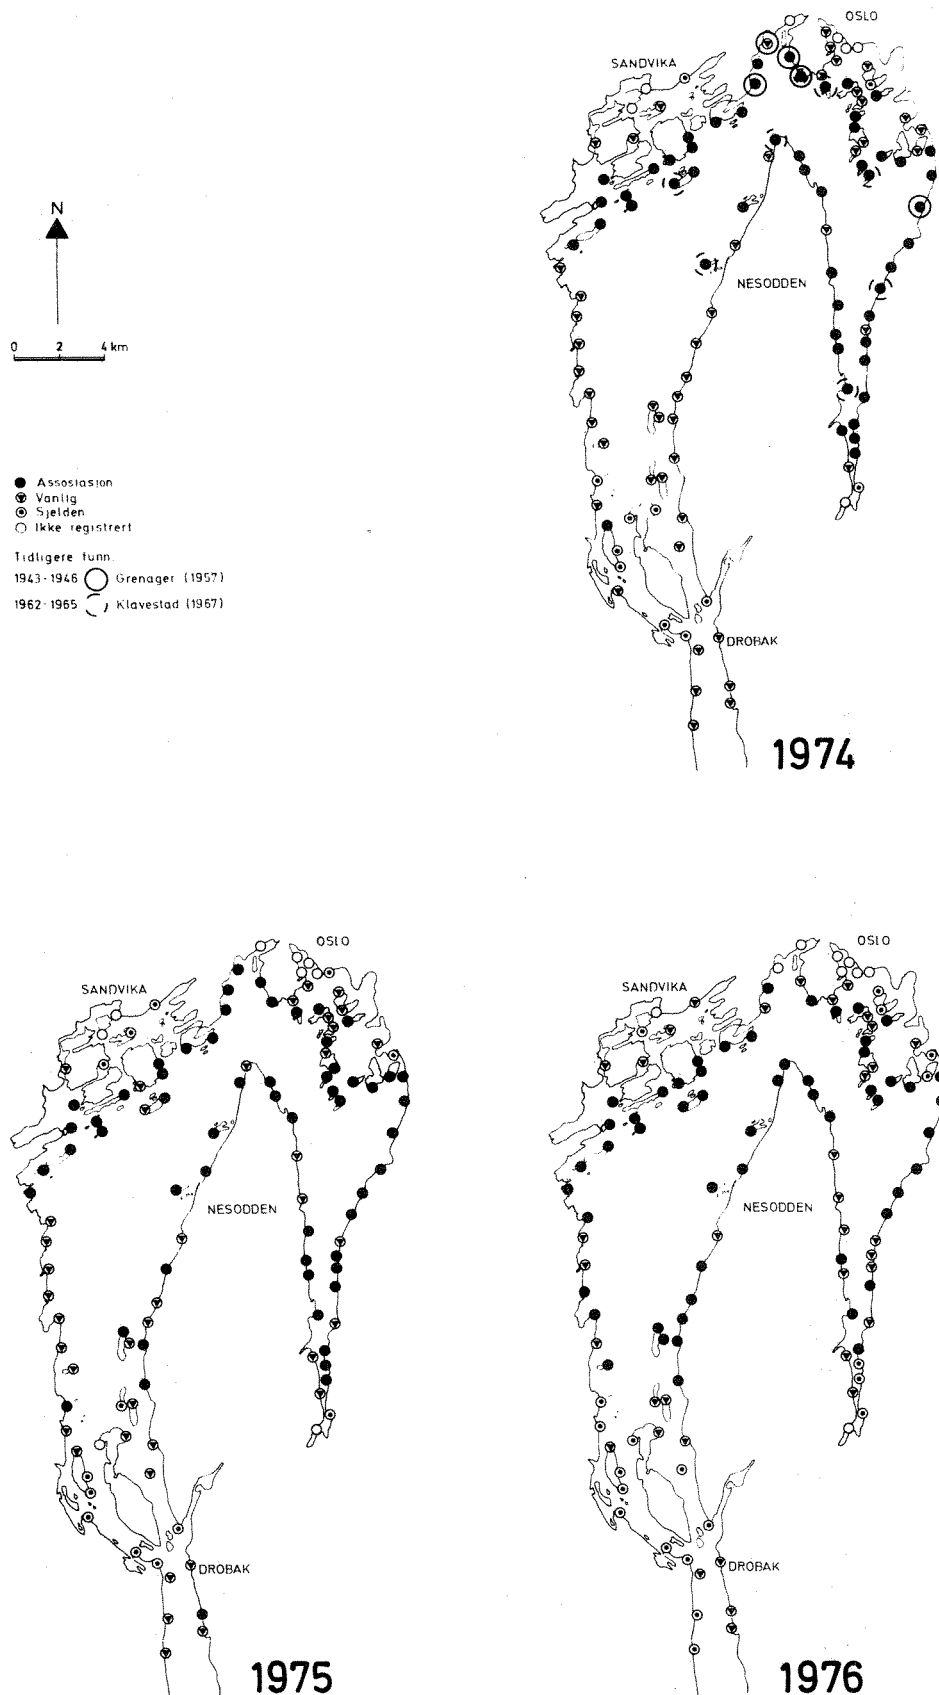 OSLO
SANDVIKA
N
0 2 4 km
NESODDEN
● Assosiasjon
Vanlig
Sjelden
○ Ikke registrert
Tidligere funn.
1943-1946 Grenager (1957)
1962-1965 Klavestad (1967)
DRØBAK
1974
OSLO
SANDVIKA
NESODDEN
DRØBAK
1975
OSLO
SANDVIKA
NESODDEN
DRØBAK
1976